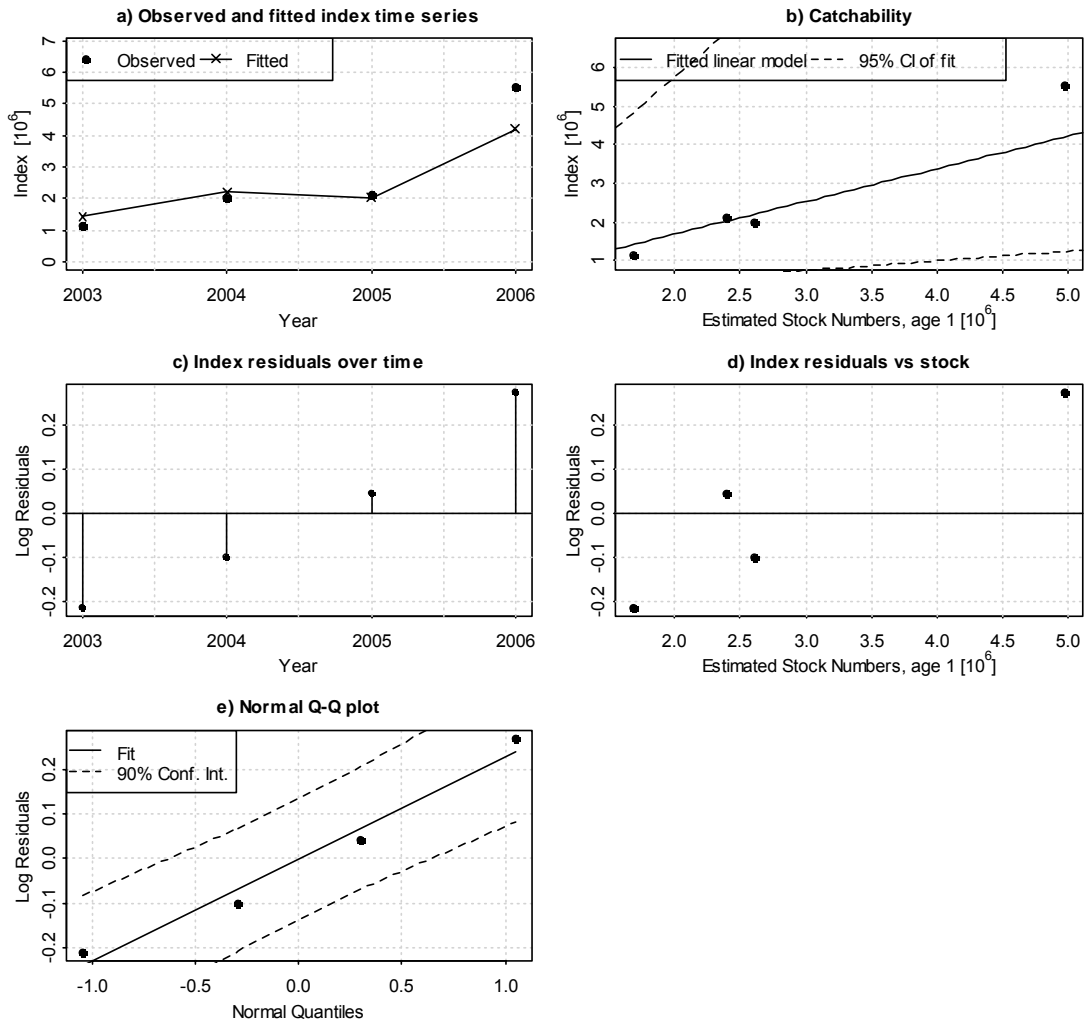 a) Observed and fitted index time series
Observed Fitted
Index [10^6]
0 1 2 3 4 5 6 7
2003 2004 2005 2006
Year
b) Catchability
Fitted linear model 95% CI of fit
Index [10^6]
1 2 3 4 5 6
2.0 2.5 3.0 3.5 4.0 4.5 5.0
Estimated Stock Numbers, age 1 [10^6]
c) Index residuals over time
Log Residuals
-0.2 -0.1 0.0 0.1 0.2
2003 2004 2005 2006
Year
d) Index residuals vs stock
Log Residuals
-0.2 -0.1 0.0 0.1 0.2
2.0 2.5 3.0 3.5 4.0 4.5 5.0
Estimated Stock Numbers, age 1 [10^6]
e) Normal Q-Q plot
Fit
90% Conf. Int.
Log Residuals
-0.2 -0.1 0.0 0.1 0.2
-1.0 -0.5 0.0 0.5 1.0
Normal Quantiles